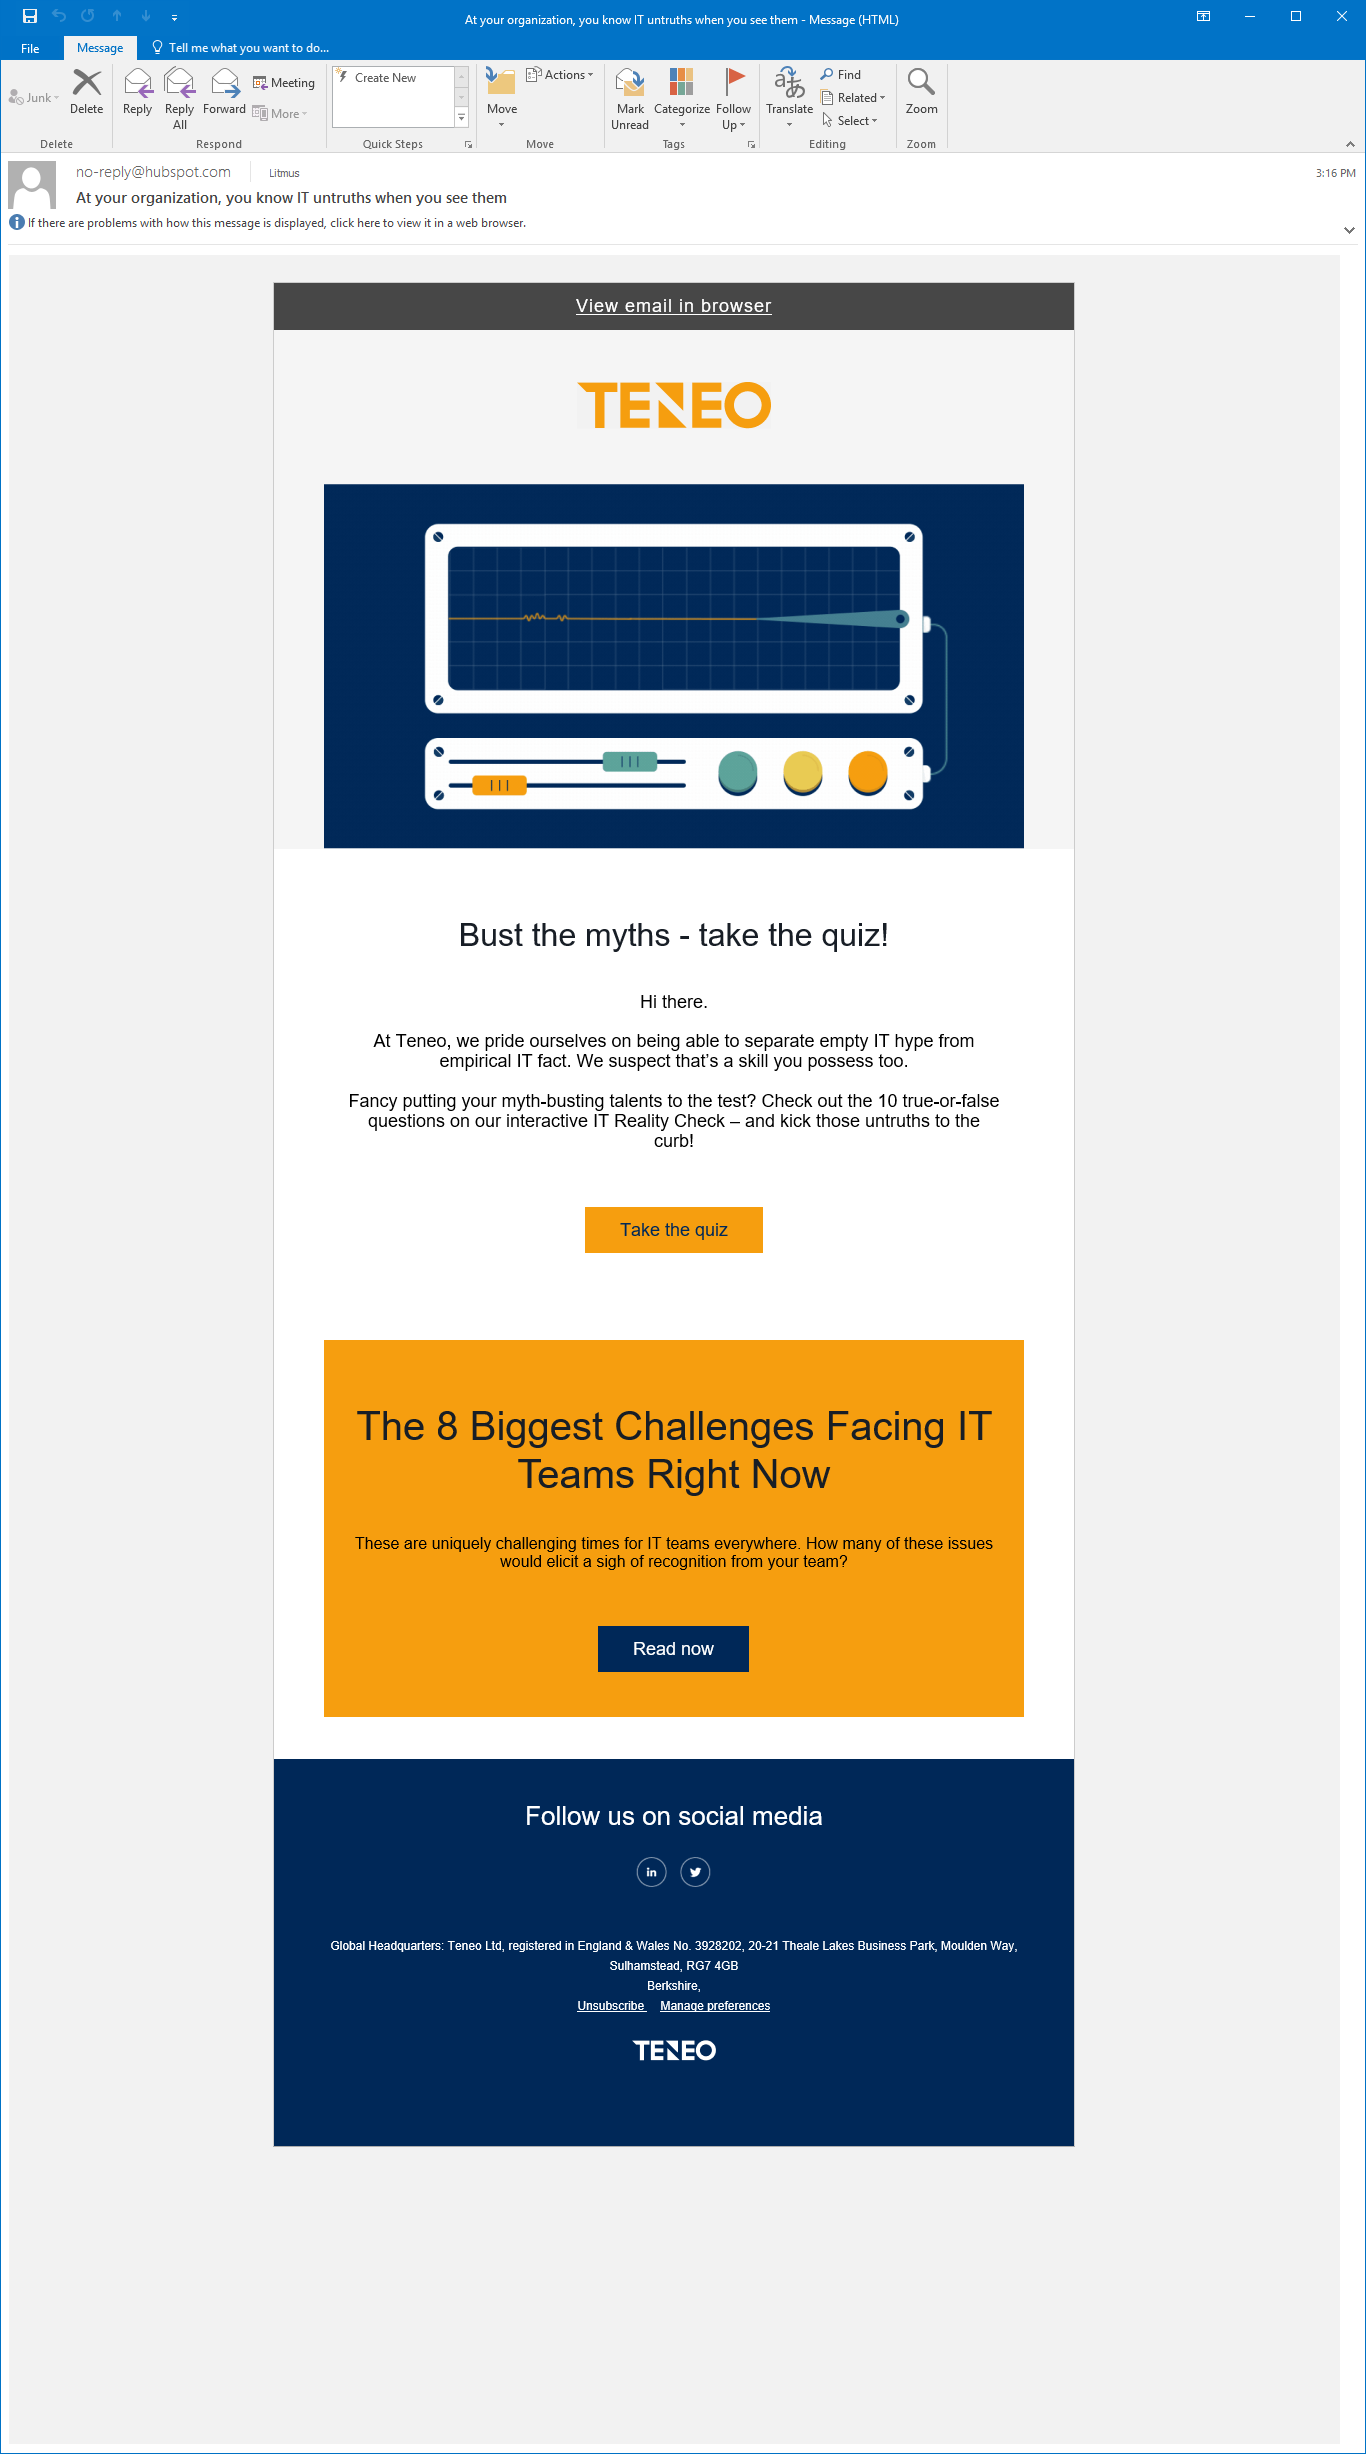 At your organization, you know IT untruths when you see them - Message (HTML)
File
Message
Tell me what you want to do...
Junk
Delete
Reply
Reply
All
Forward
Meeting
More
Create New
Move
Actions
Mark
Unread
Categorize
Follow
Up
Translate
Find
Related
Select
Zoom
Delete
Respond
Quick Steps
Move
Tags
Editing
Zoom
no-reply@hubspot.com
Litmus
3:16 PM
At your organization, you know IT untruths when you see them
If there are problems with how this message is displayed, click here to view it in a web browser.
View email in browser
TENEO
Bust the myths - take the quiz!
Hi there.
At Teneo, we pride ourselves on being able to separate empty IT hype from
empirical IT fact. We suspect that’s a skill you possess too.
Fancy putting your myth-busting talents to the test? Check out the 10 true-or-false
questions on our interactive IT Reality Check – and kick those untruths to the
curb!
Take the quiz
The 8 Biggest Challenges Facing IT
Teams Right Now
These are uniquely challenging times for IT teams everywhere. How many of these issues
would elicit a sigh of recognition from your team?
Read now
Follow us on social media
in
Global Headquarters: Teneo Ltd, registered in England & Wales No. 3928202, 20-21 Theale Lakes Business Park, Moulden Way,
Sulhamstead, RG7 4GB
Berkshire,
Unsubscribe Manage preferences
TENEO